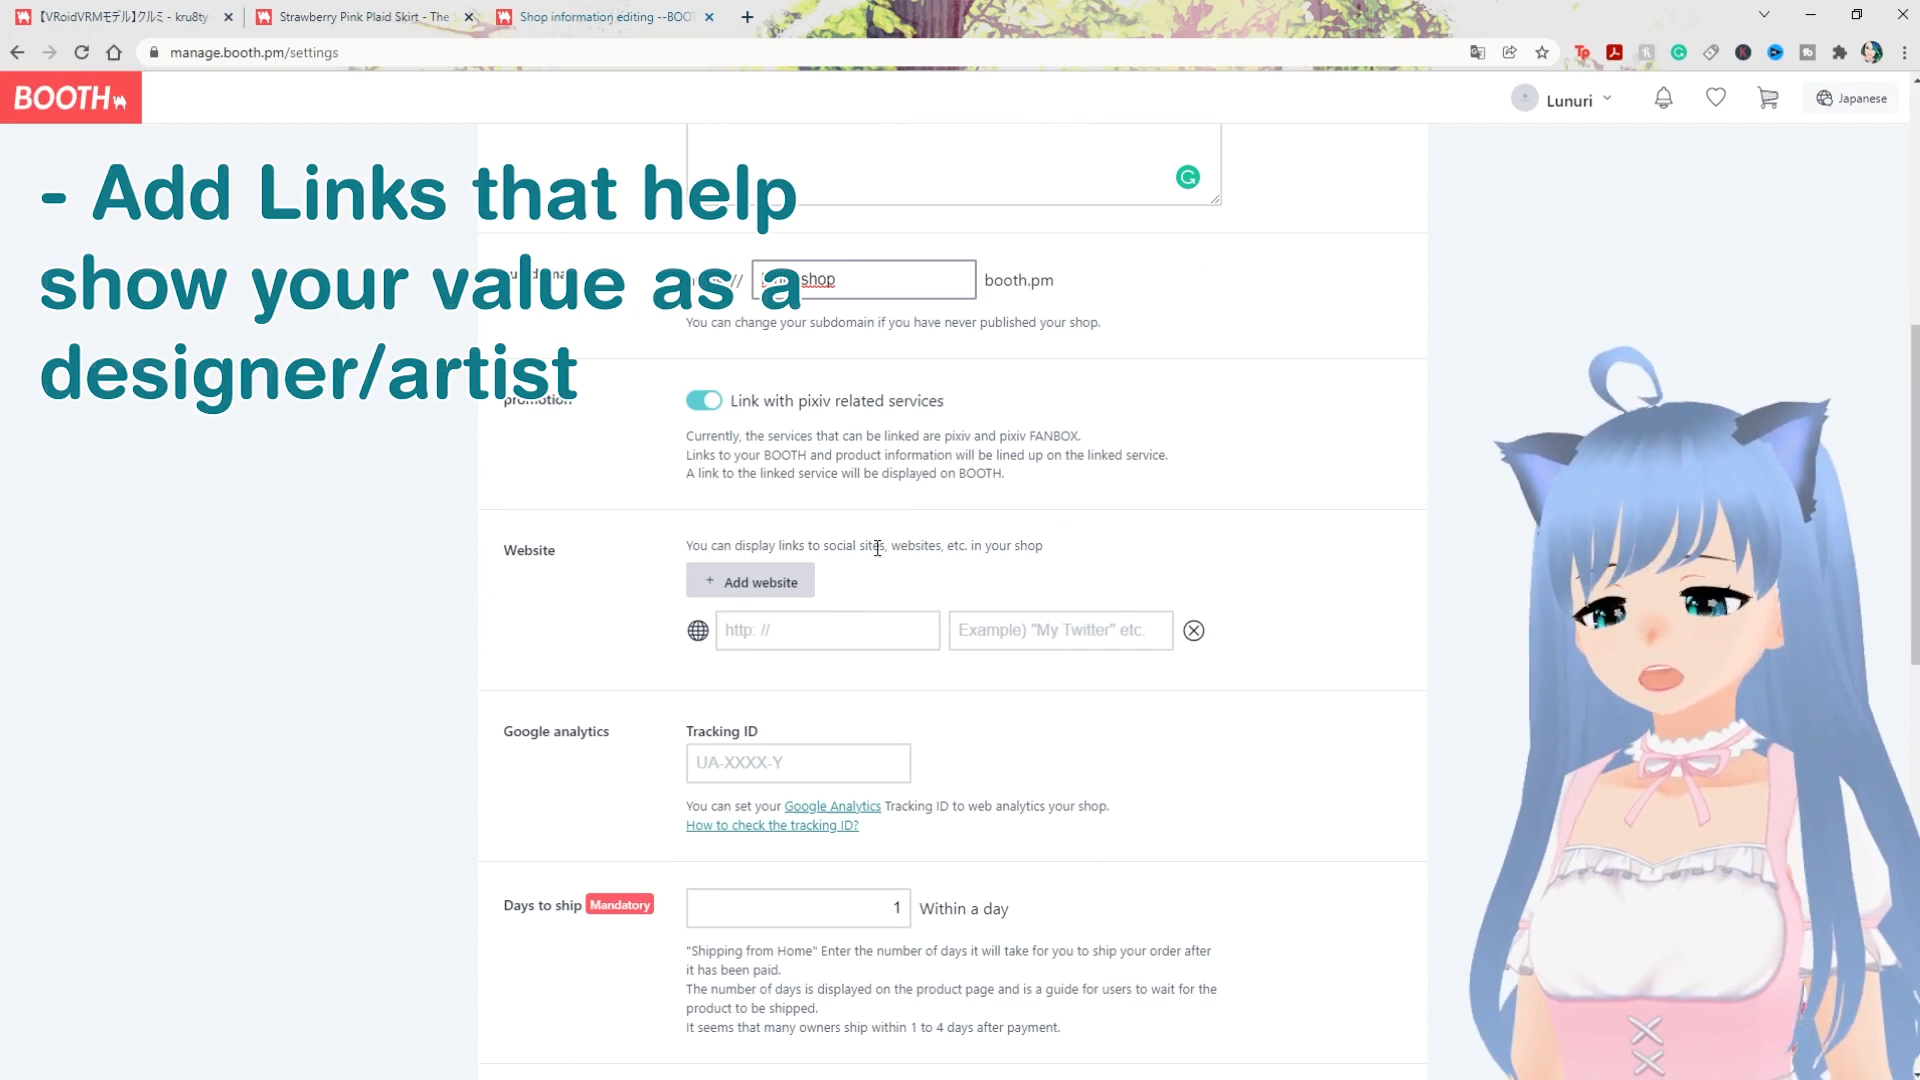 【VRoidVRMモデル】クルミ - kru8ty
Strawberry Pink Plaid Skirt - The S
Shop information editing --BOOT
manage.booth.pm/settings
BOOTH
Lunuri
Japanese
- Add Links that help
show your value as a
designer/artist
//
shop
booth.pm
You can change your subdomain if you have never published your shop.
promotion
Link with pixiv related services
Currently, the services that can be linked are pixiv and pixiv FANBOX.
Links to your BOOTH and product information will be lined up on the linked service.
A link to the linked service will be displayed on BOOTH.
Website
You can display links to social sites, websites, etc. in your shop
+ Add website
http: //
Example) "My Twitter" etc.
Google analytics
Tracking ID
UA-XXXX-Y
You can set your Google Analytics Tracking ID to web analytics your shop.
How to check the tracking ID?
Days to ship Mandatory
1
Within a day
"Shipping from Home" Enter the number of days it will take for you to ship your order after
it has been paid.
The number of days is displayed on the product page and is a guide for users to wait for the
product to be shipped.
It seems that many owners ship within 1 to 4 days after payment.